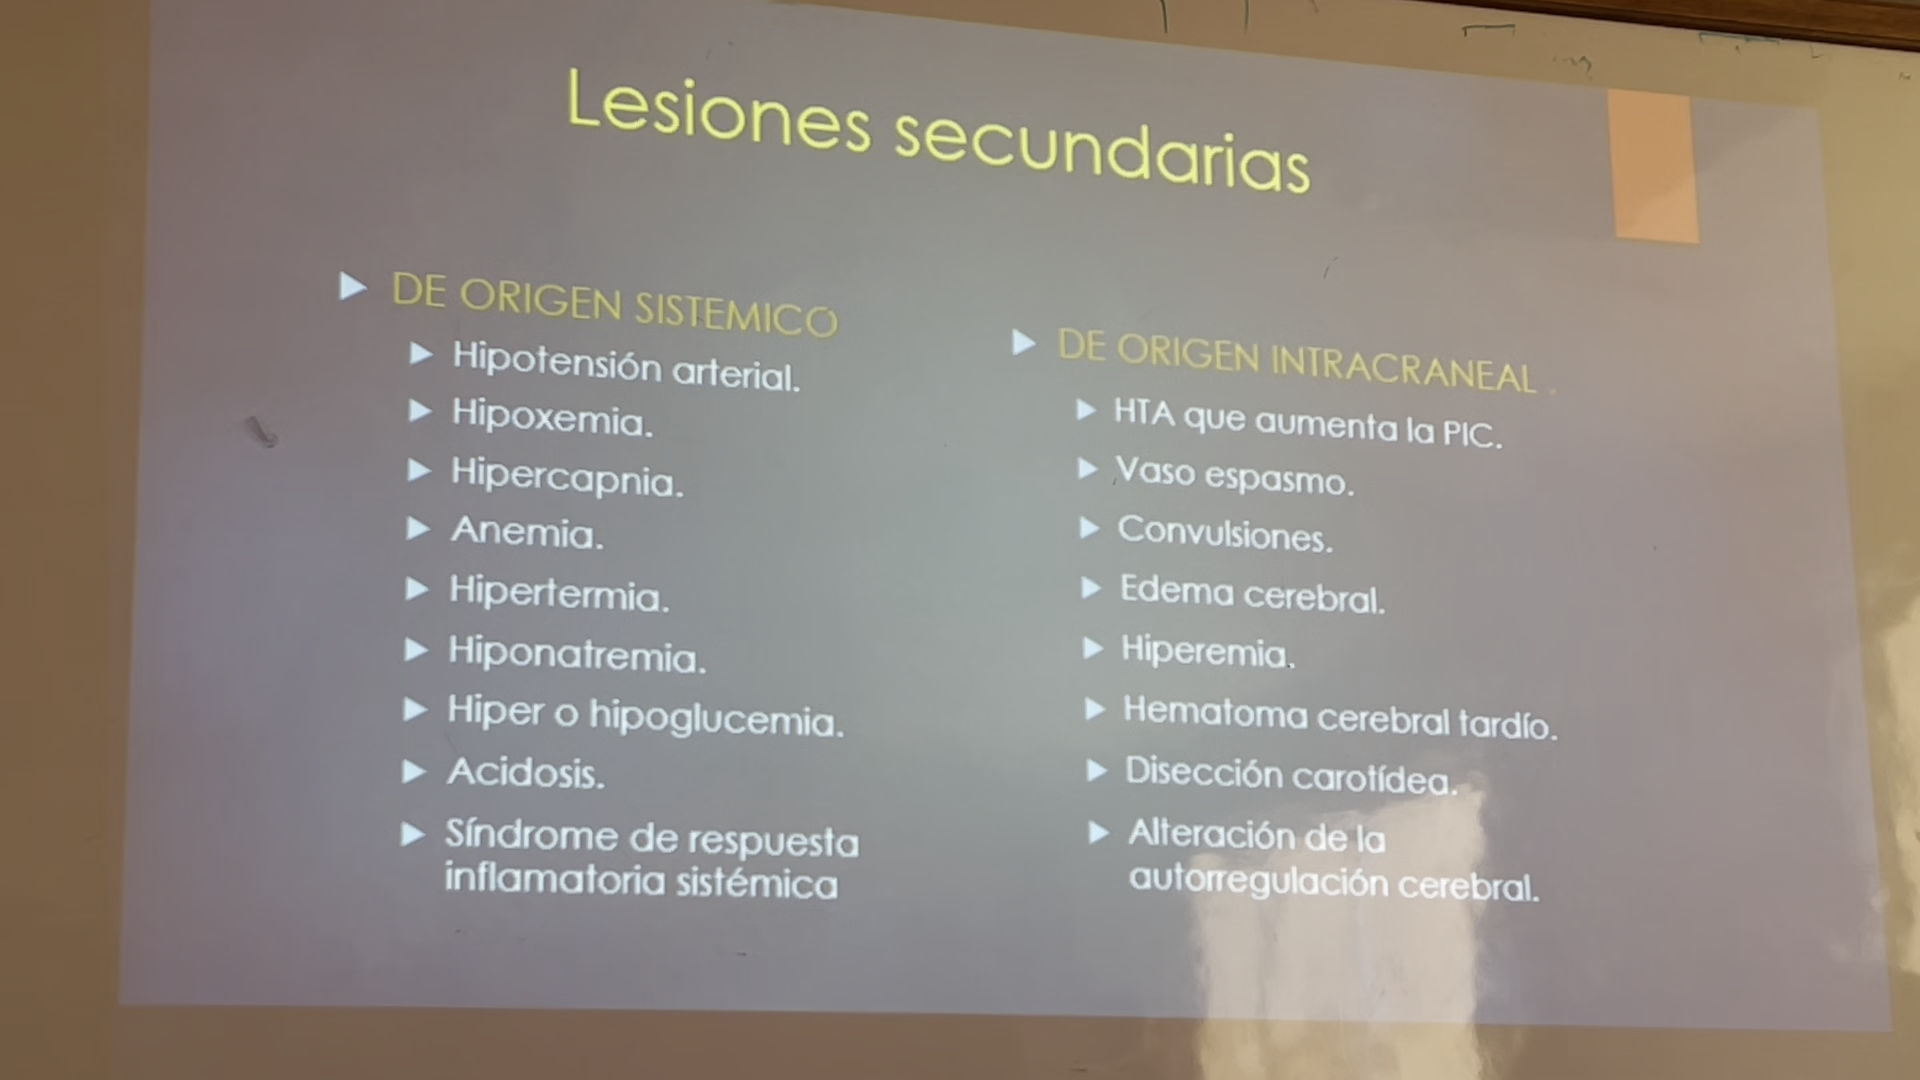 Lesiones secundarias
DE ORIGEN SISTEMICO
Hipotensión arterial.
Hipoxemia.
Hipercapnia.
Anemia.
Hipertermia.
Hiponatremia.
Hiper o hipoglucemia.
Acidosis.
Síndrome de respuesta
inflamatoria sistémica
DE ORIGEN INTRACRANEAL .
HTA que aumenta la PIC.
Vaso espasmo.
Convulsiones.
Edema cerebral.
Hiperemia.
Hematoma cerebral tardío.
Disección carotídea.
Alteración de la
autorregulación cerebral.